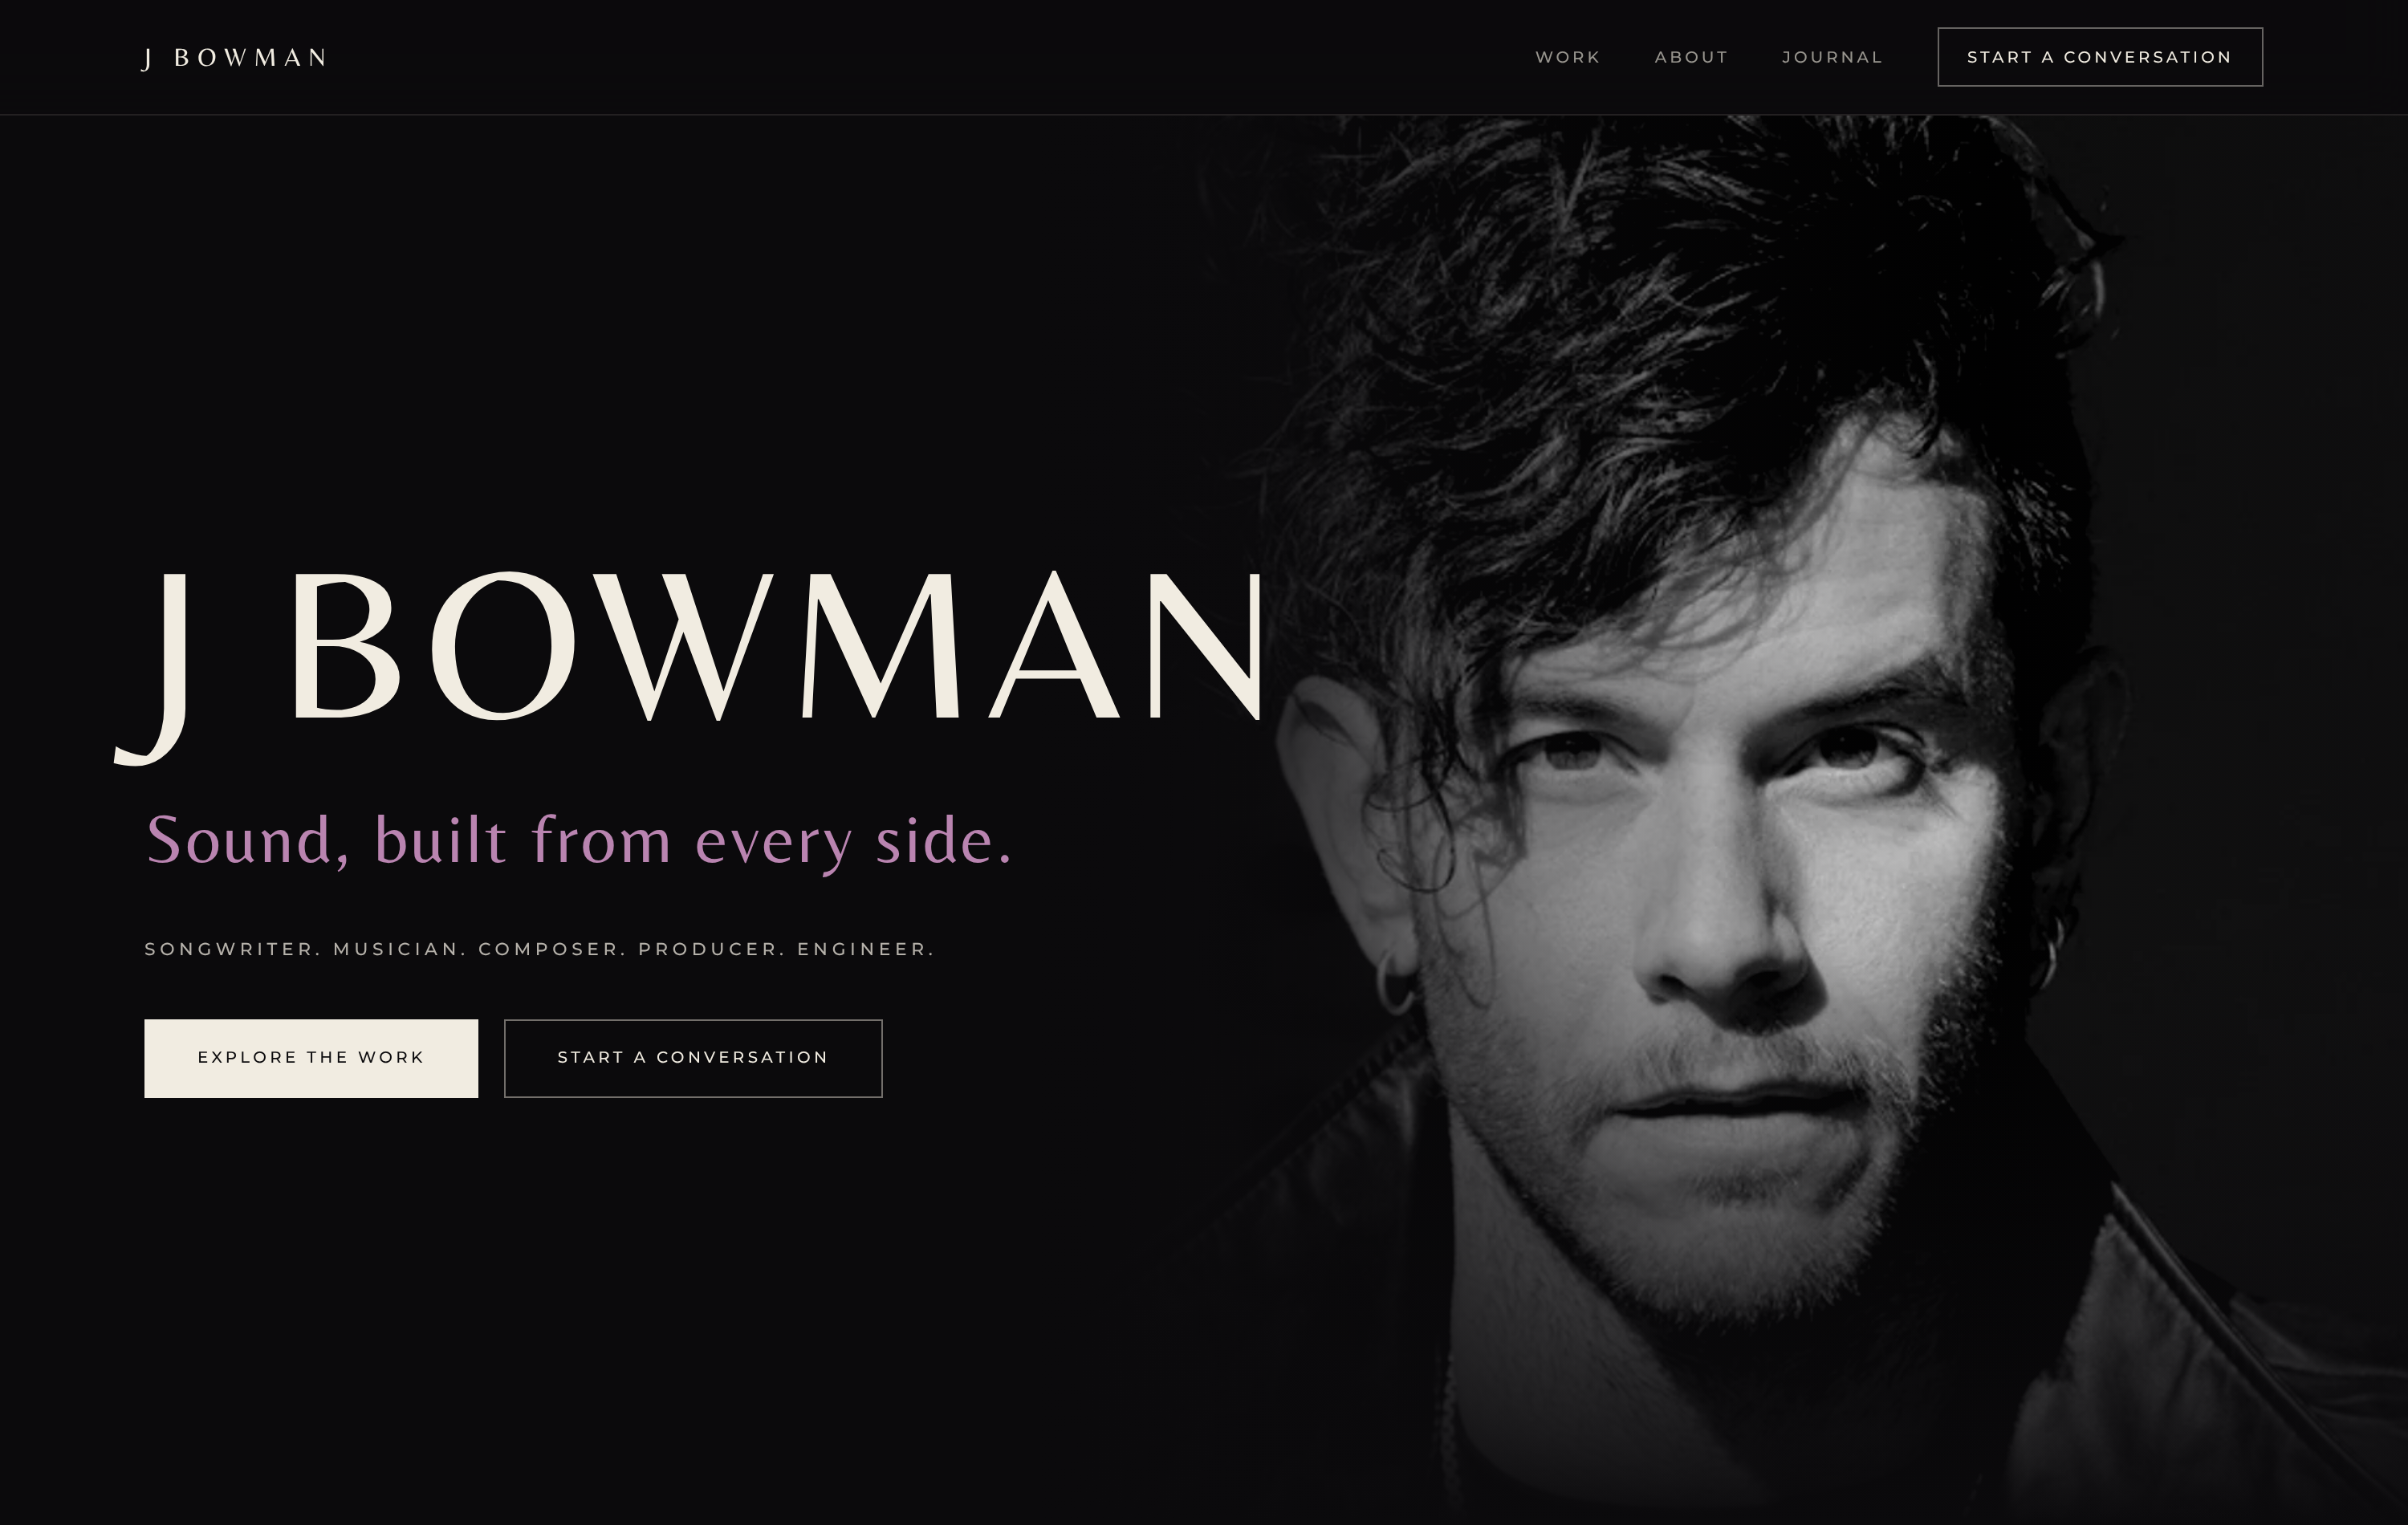 J BOWMAN
WORK
ABOUT
JOURNAL
START A CONVERSATION
J BOWMAN
Sound, built from every side.
SONGWRITER. MUSICIAN. COMPOSER. PRODUCER. ENGINEER.
EXPLORE THE WORK
START A CONVERSATION